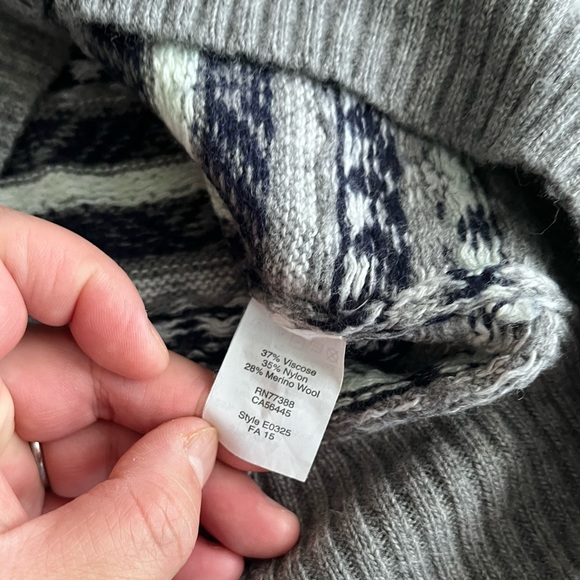 37% Viscose
35% Nylon
28% Merino Wool
RN77388
CA56445
Style E0325
FA 15